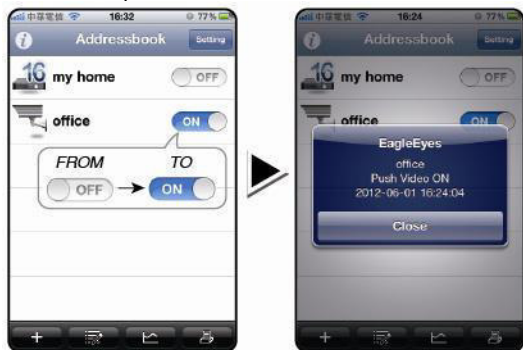 中華電信 16:32 77%
Addressbook Setting
16 my home OFF
office ON
FROM TO
OFF ON
中華電信 16:24 77%
Addressbook Setting
16 my home OFF
office ON
EagleEyes
office
Push Video ON
2012-06-01 16:24:04
Close